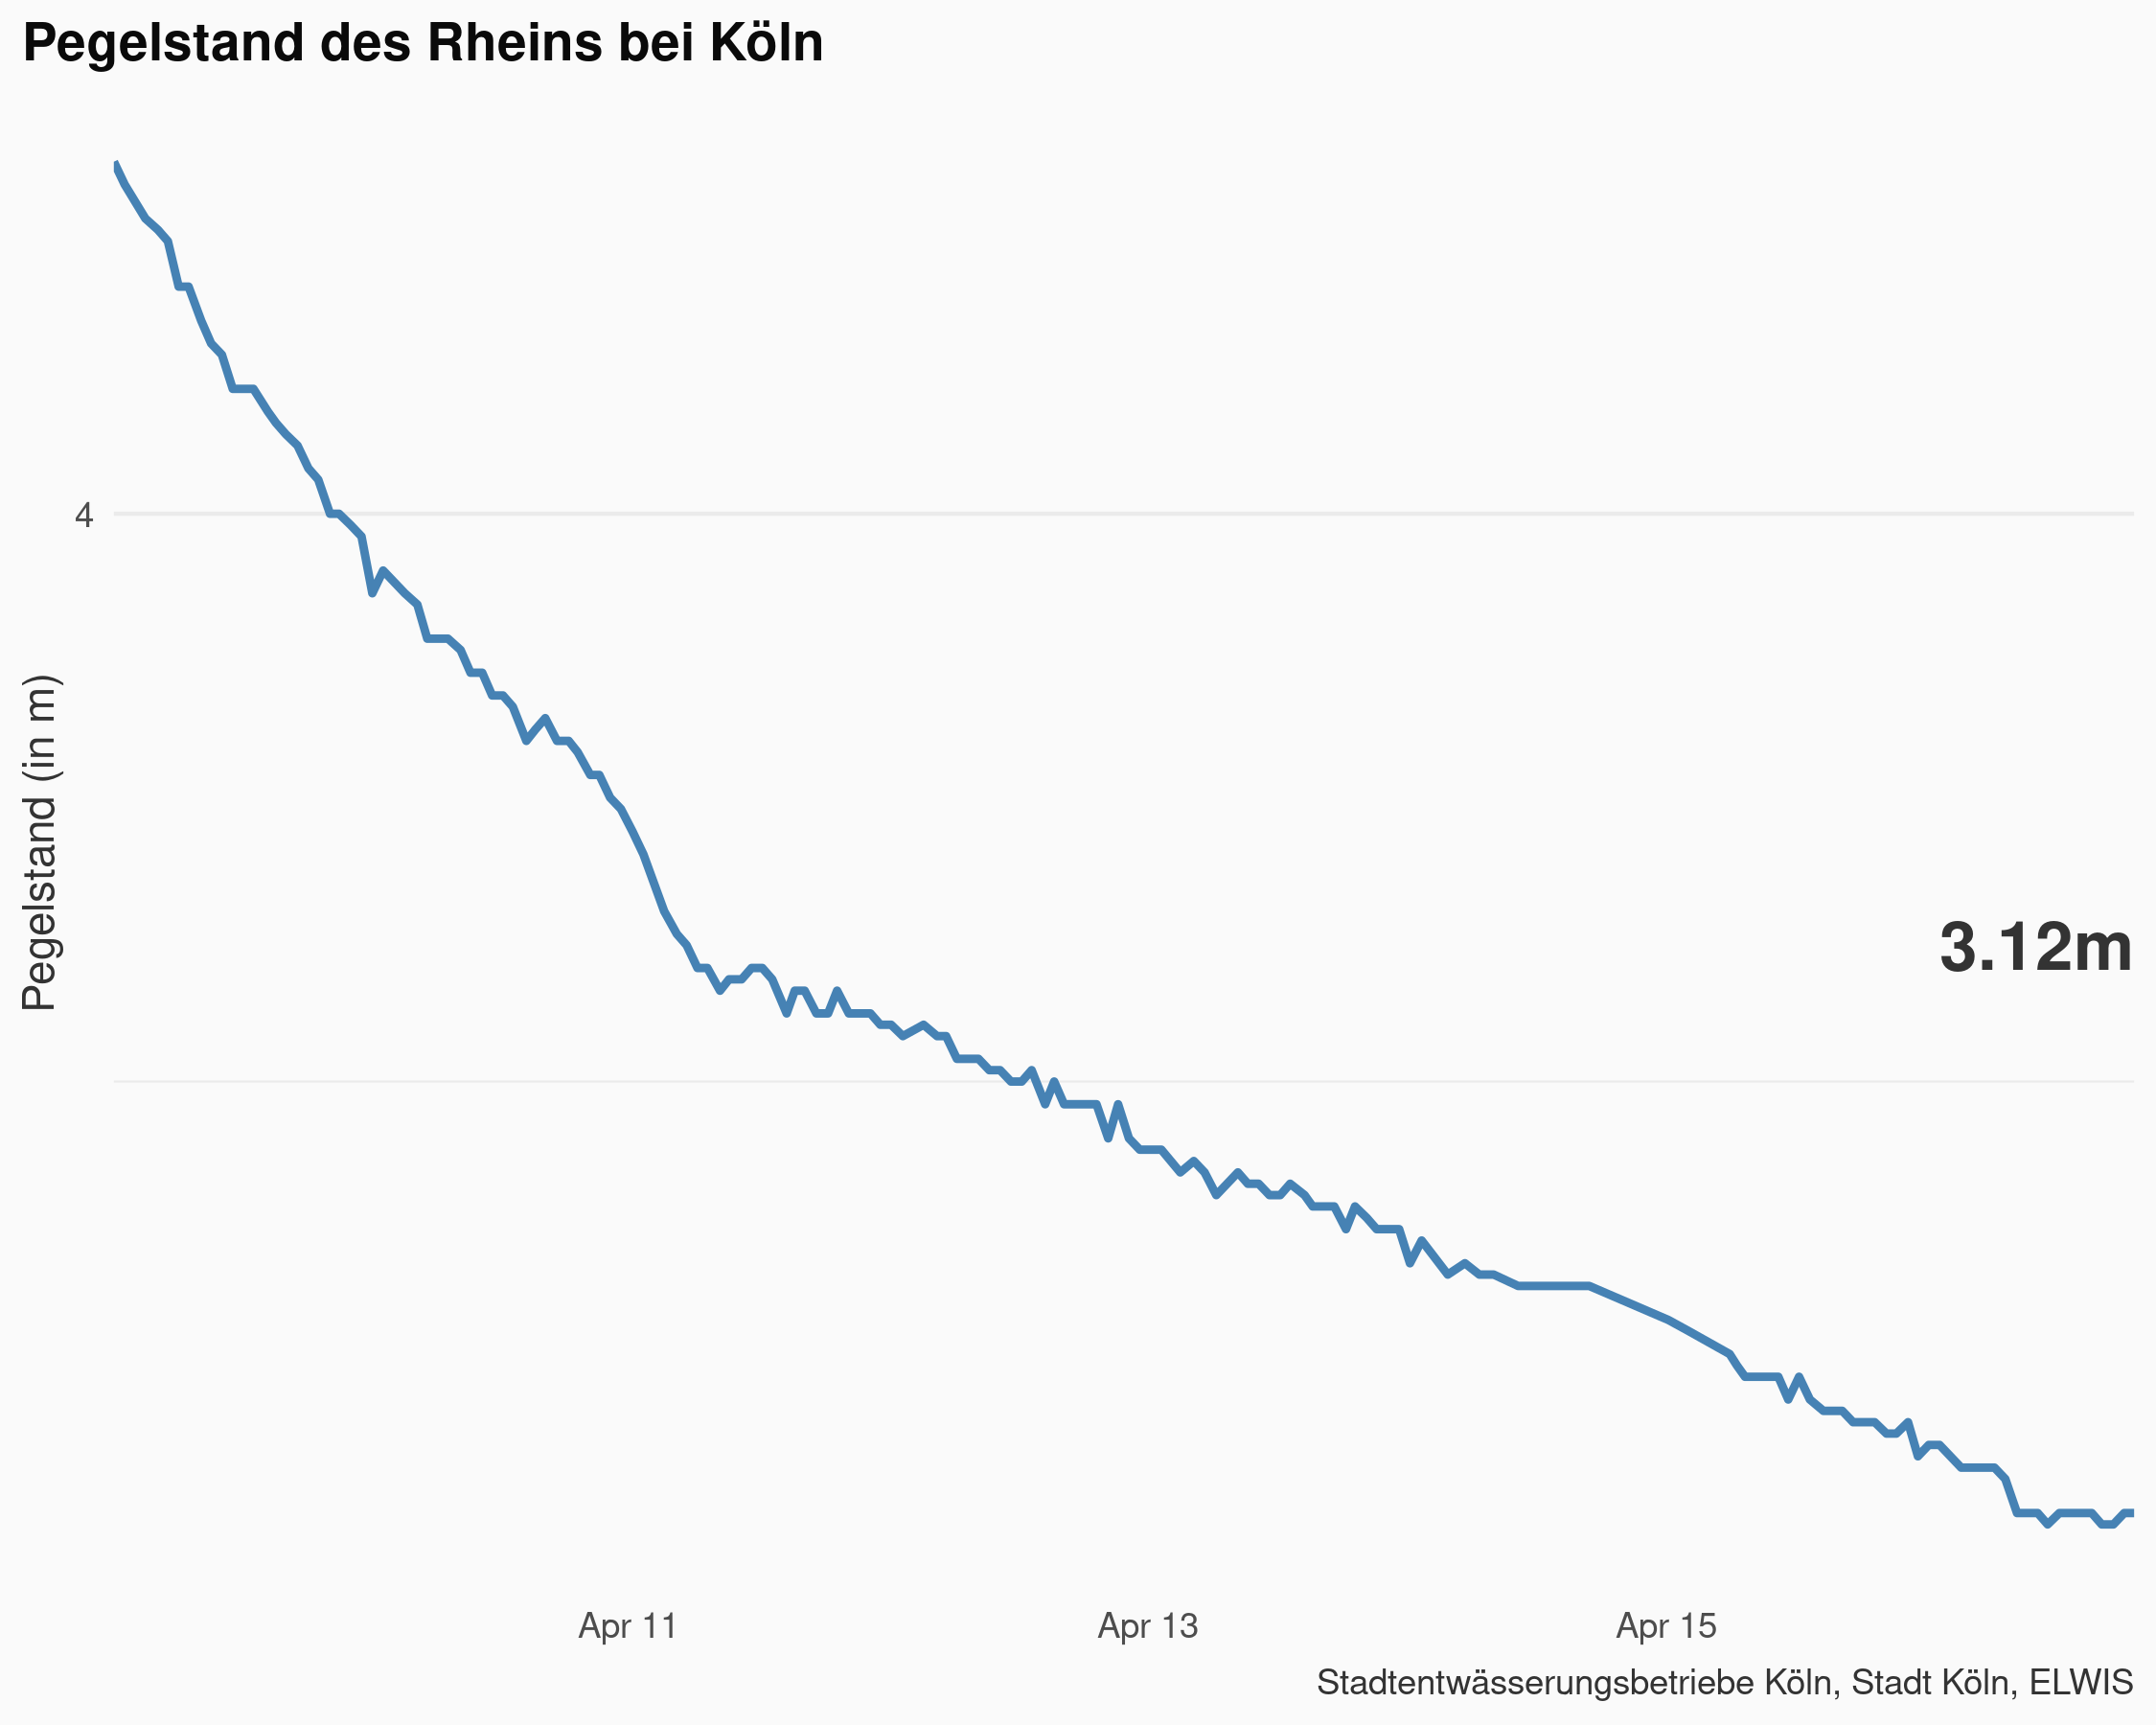 Pegelstand des Rheins bei Köln
Pegelstand (in m)
4
3.12m
Apr 11
Apr 13
Apr 15
Stadtentwässerungsbetriebe Köln, Stadt Köln, ELWIS